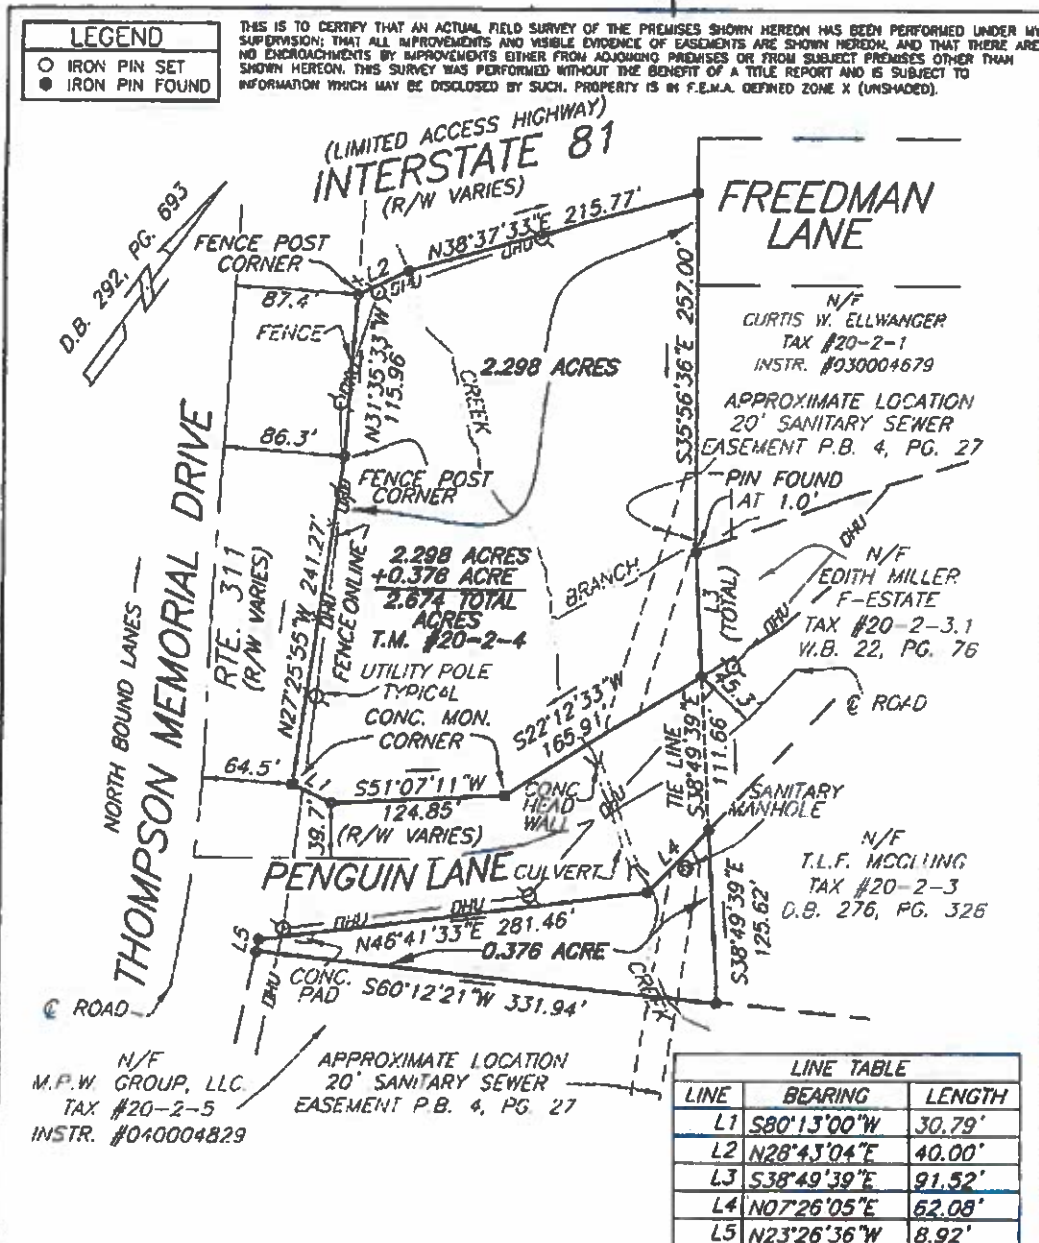 LEGEND
IRON PIN SET
IRON PIN FOUND
THIS IS TO CERTIFY THAT AN ACTUAL FIELD SURVEY OF THE PREMISES SHOWN HEREON HAS BEEN PERFORMED UNDER MY
SUPERVISION; THAT ALL IMPROVEMENTS AND VISIBLE EVIDENCE OF EASEMENTS ARE SHOWN HEREON, AND THAT THERE ARE
NO ENCROACHMENTS BY IMPROVEMENTS EITHER FROM ADJOINING PREMISES OR FROM SUBJECT PREMISES OTHER THAN
SHOWN HEREON. THIS SURVEY WAS PERFORMED WITHOUT THE BENEFIT OF A TITLE REPORT AND IS SUBJECT TO
INFORMATION WHICH MAY BE DISCLOSED BY SUCH. PROPERTY IS IN F.E.M.A. DEFINED ZONE X (UNSHADED).
(LIMITED ACCESS HIGHWAY)
INTERSTATE 81
(R/W VARIES)
FREEDMAN
LANE
D.B. 292, PG. 693
FENCE POST
CORNER
L2
N38°37'33"E 215.77'
OHU
OHU
87.4'
FENCE
OHU
N31°35'33"W
115.96'
CREEK
2.298 ACRES
S35°56'36"E 257.00'
N/F
CURTIS W. ELLWANGER
TAX #20-2-1
INSTR. #030004679
APPROXIMATE LOCATION
20' SANITARY SEWER
EASEMENT P.B. 4, PG. 27
86.3'
FENCE POST
CORNER
OHU
PIN FOUND
AT 1.0'
OHU
THOMPSON MEMORIAL DRIVE
RTE. 311
(R/W VARIES)
NORTH BOUND LANES
N27°25'55"W 241.27'
OHU
FENCE ONLINE
2.298 ACRES
+0.376 ACRE
2.674 TOTAL
ACRES
T.M. #20-2-4
BRANCH
L3
(TOTAL)
OHU
N/F
EDITH MILLER
F-ESTATE
TAX #20-2-3.1
W.B. 22, PG. 76
UTILITY POLE
TYPICAL
CONC. MON.
CORNER
S22°12'33"W
165.91'
45.3'
℄ ROAD
64.5'
L1
S51°07'11"W
124.85'
(R/W VARIES)
39.7'
CONC
HEAD
WALL
OHU
TIE LINE
S38°49'39"E
111.66'
SANITARY
MANHOLE
PENGUIN LANE
CULVERT
L4
N/F
T.L.F. MCCLUNG
TAX #20-2-3
D.B. 276, PG. 326
OHU
OHU
N46°41'33"E 281.46'
0.376 ACRE
S38°49'39"E
125.62'
L5
OHU
CONC.
PAD
S60°12'21"W 331.94'
CREEK
℄ ROAD
N/F
M.P.W. GROUP, LLC
TAX #20-2-5
INSTR. #040004829
APPROXIMATE LOCATION
20' SANITARY SEWER
EASEMENT P.B. 4, PG. 27
LINE TABLE
LINE BEARING LENGTH
L1 S80°13'00"W 30.79'
L2 N28°43'04"E 40.00'
L3 S38°49'39"E 91.52'
L4 N07°26'05"E 62.08'
L5 N23°26'36"W 8.92'